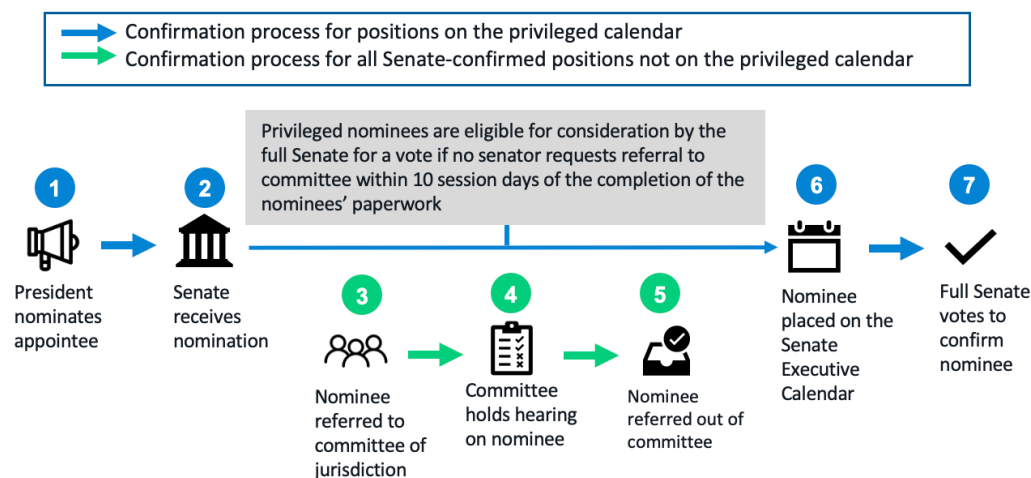 Confirmation process for positions on the privileged calendar
Confirmation process for all Senate-confirmed positions not on the privileged calendar
Privileged nominees are eligible for consideration by the
full Senate for a vote if no senator requests referral to
committee within 10 session days of the completion of the
nominees’ paperwork
1
President
nominates
appointee
2
Senate
receives
nomination
3
Nominee
referred to
committee of
jurisdiction
4
Committee
holds hearing
on nominee
5
Nominee
referred out of
committee
6
Nominee
placed on the
Senate
Executive
Calendar
7
Full Senate
votes to
confirm
nominee